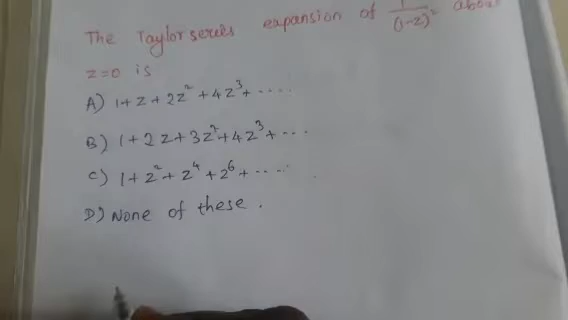 The Taylor series expansion of 1/(1-z)² about
z=0 is
A) 1+z+2z²+4z³+.....
B) 1+2z+3z²+4z³+...
C) 1+z²+z⁴+z⁶+.....
D) None of these.